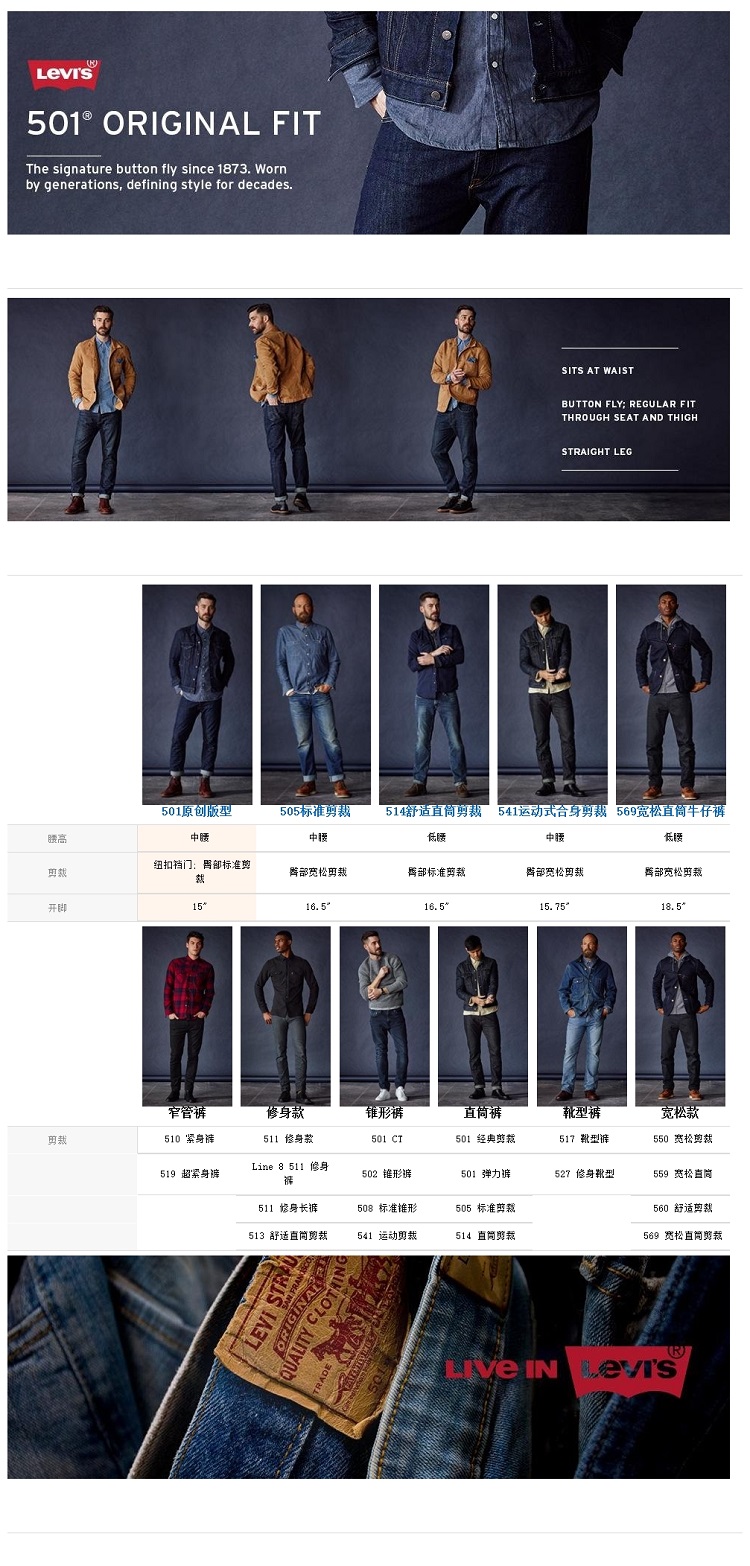 LEVI'S®
501® ORIGINAL FIT
The signature button fly since 1873. Worn
by generations, defining style for decades.
SITS AT WAIST
BUTTON FLY; REGULAR FIT
THROUGH SEAT AND THIGH
STRAIGHT LEG
501原创版型 505标准剪裁 514舒适直筒剪裁 541运动式合身剪裁 569宽松直筒牛仔裤
腰高 中腰 中腰 低腰 中腰 低腰
剪裁 纽扣裆门; 臀部标准剪
裁 臀部宽松剪裁 臀部标准剪裁 臀部宽松剪裁 臀部宽松剪裁
开脚 15″ 16.5″ 16.5″ 15.75″ 18.5″
窄管裤 修身款 锥形裤 直筒裤 靴型裤 宽松款
剪裁 510 紧身裤 511 修身款 501 CT 501 经典剪裁 517 靴型裤 550 宽松剪裁
519 超紧身裤 Line 8 511 修身
裤 502 锥形裤 501 弹力裤 527 修身靴型 559 宽松直筒
511 修身长裤 508 标准锥形 505 标准剪裁 560 舒适剪裁
513 舒适直筒剪裁 541 运动剪裁 514 直筒剪裁 569 宽松直筒剪裁
LEVI STRAU
ORIGINAL
QUALITY CLOTHING
TRADE
501
LIVE IN LEVI'S®